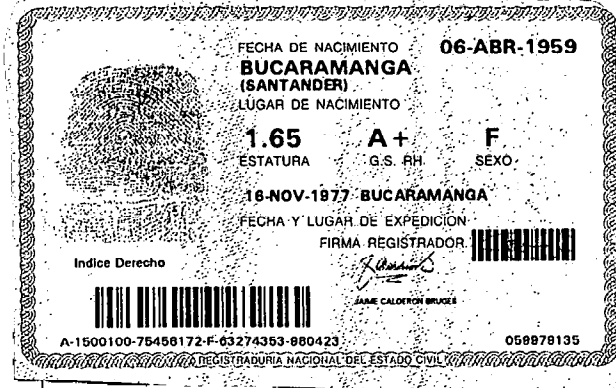 FECHA DE NACIMIENTO 06-ABR-1959
BUCARAMANGA
(SANTANDER)
LUGAR DE NACIMIENTO
1.65 A+ F
ESTATURA G.S. RH SEXO
16-NOV-1977 BUCARAMANGA
FECHA Y LUGAR DE EXPEDICION
FIRMA REGISTRADOR
Indice Derecho
JAIME CALDERON BRUGES
A-1500100-75456172-F-63274353-980423 059978135
REGISTRADURIA NACIONAL DEL ESTADO CIVIL